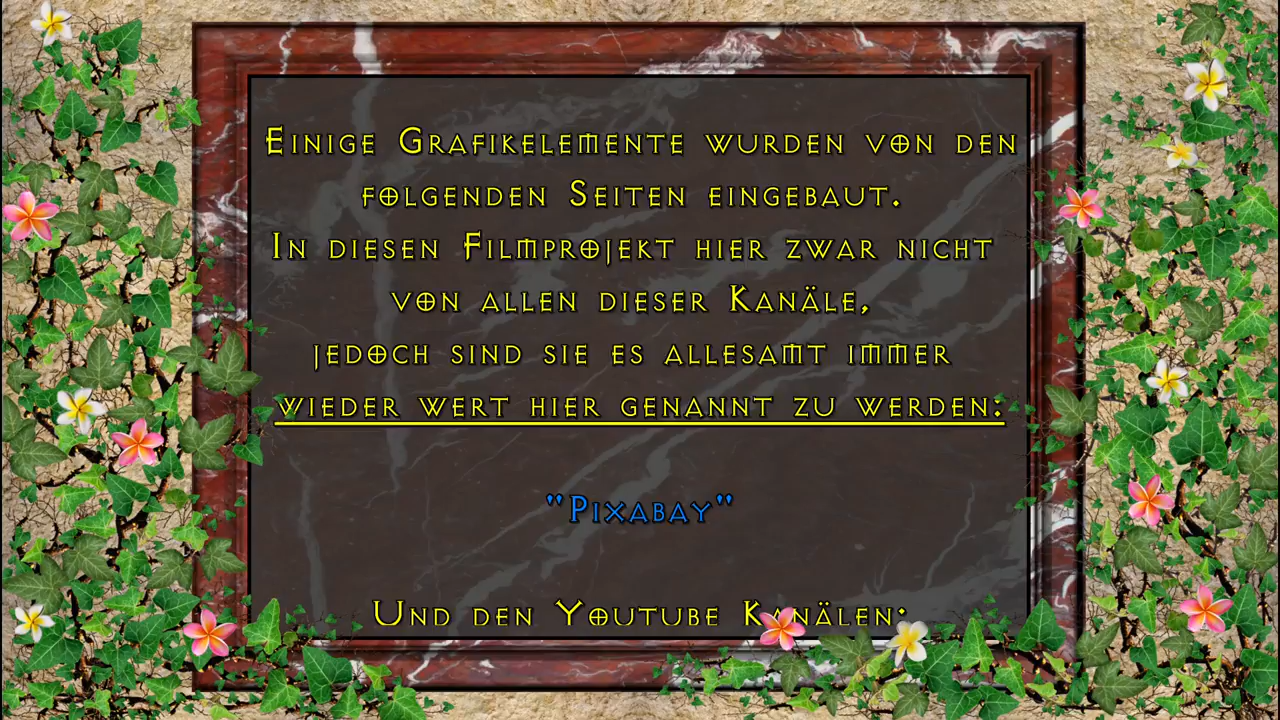 Einige Grafikelemente wurden von den
folgenden Seiten eingebaut.
In diesen Filmprojekt hier zwar nicht
von allen dieser Kanäle,
jedoch sind sie es allesamt immer
wieder wert hier genannt zu werden:
"Pixabay"
Und den Youtube Kanälen: